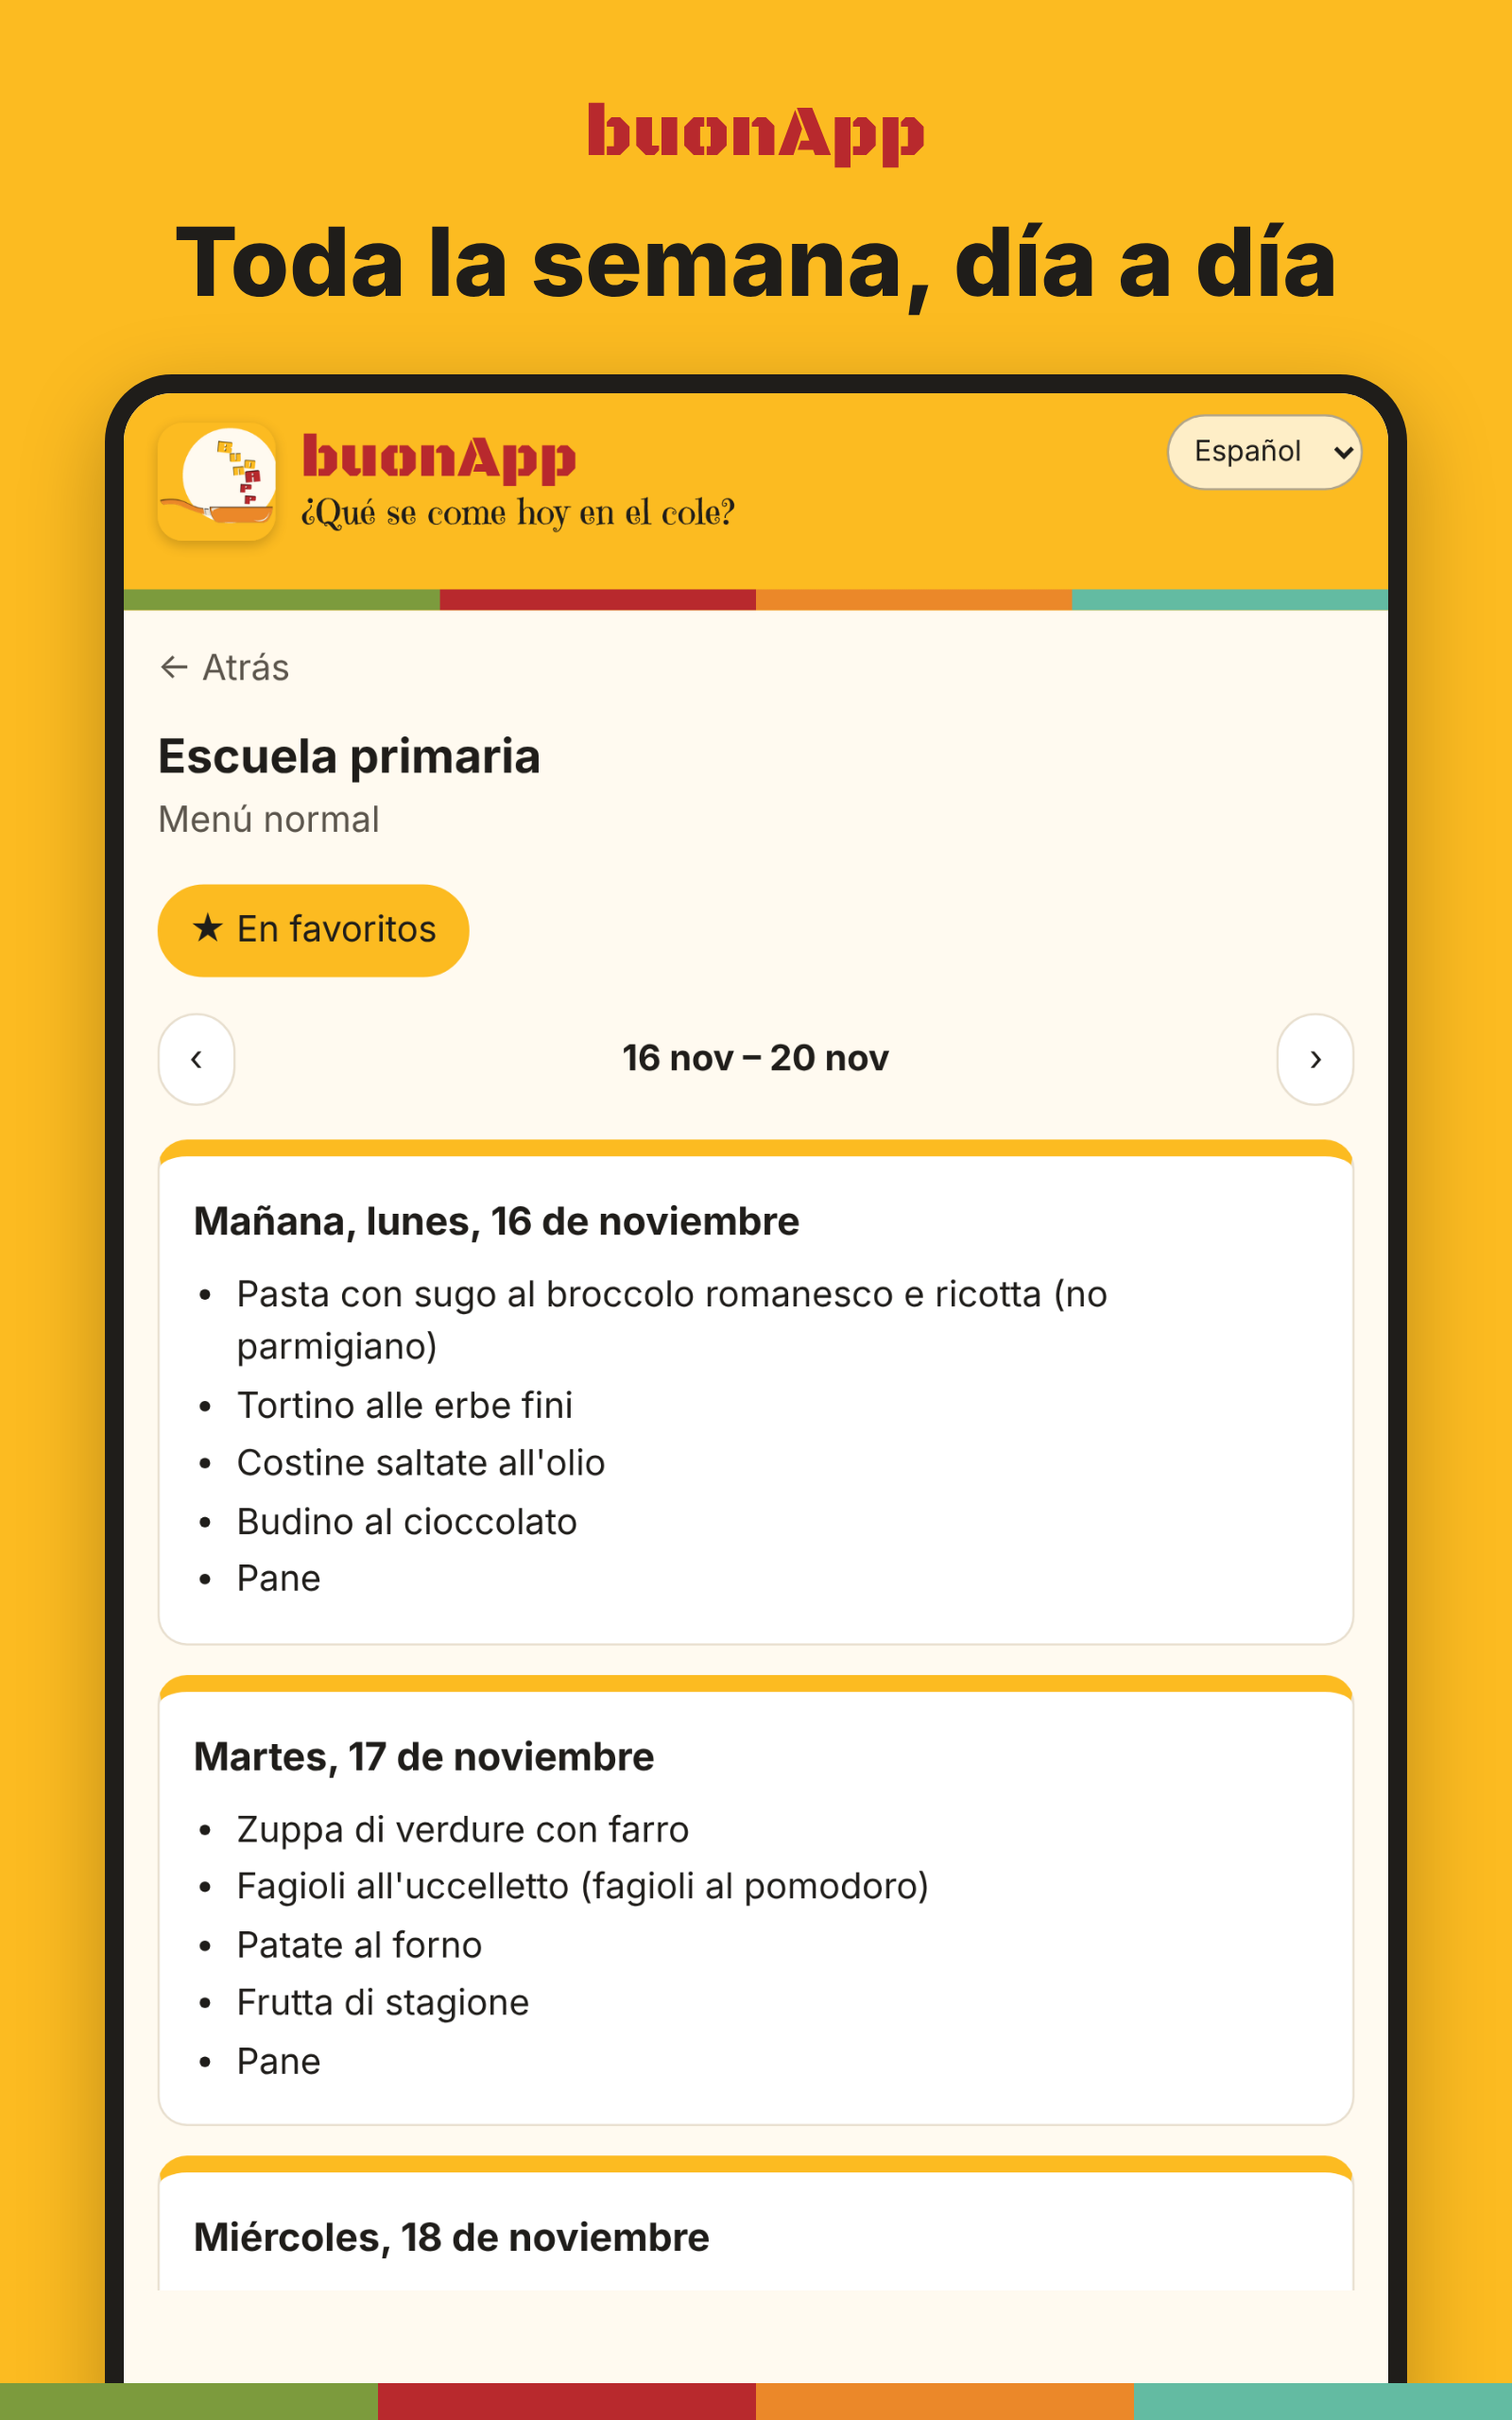 buonApp
Toda la semana, día a día
buonApp
¿Qué se come hoy en el cole?
Español
← Atrás
Escuela primaria
Menú normal
★ En favoritos
‹
16 nov – 20 nov
›
Mañana, lunes, 16 de noviembre
• Pasta con sugo al broccolo romanesco e ricotta (no
parmigiano)
• Tortino alle erbe fini
• Costine saltate all'olio
• Budino al cioccolato
• Pane
Martes, 17 de noviembre
• Zuppa di verdure con farro
• Fagioli all'uccelletto (fagioli al pomodoro)
• Patate al forno
• Frutta di stagione
• Pane
Miércoles, 18 de noviembre